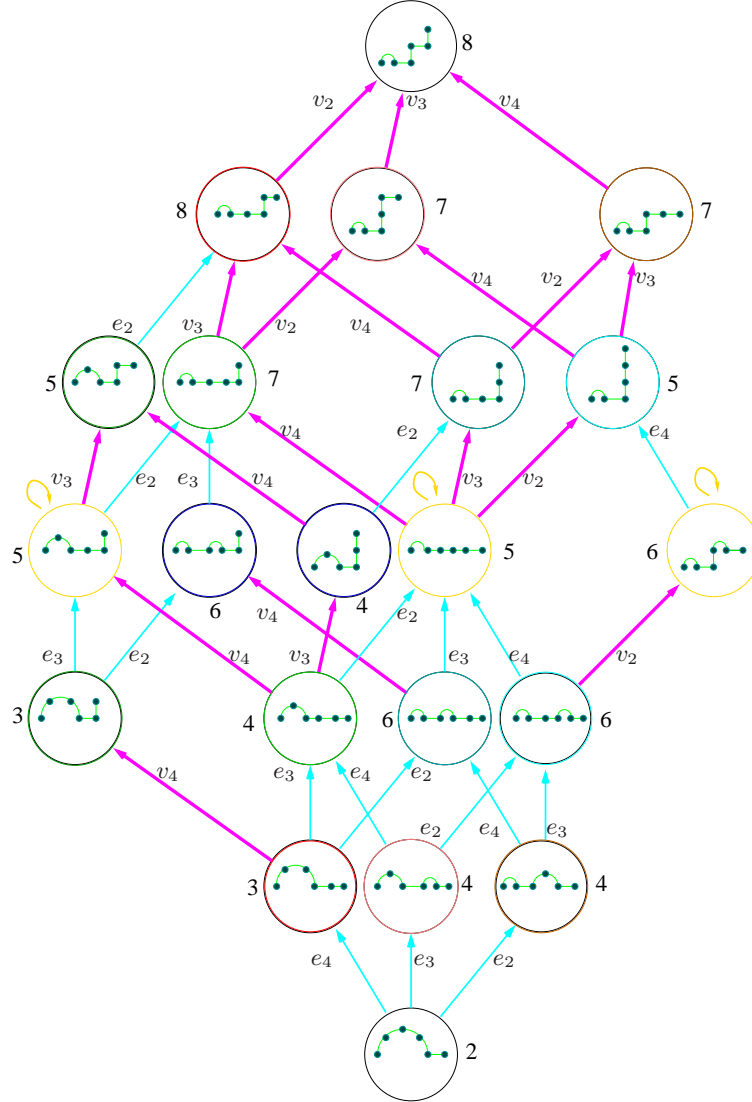 8
v₂ v₃ v₄
8 7 7
e₂ v₃ v₂ v₄ v₄ v₂ v₃
5 7 7 5
v₃ e₂ e₃ v₄ v₄ e₂ v₃ v₂ e₄
5 6 4 5 6
e₃ e₂ v₄ v₃ v₄ e₂ e₃ e₄ v₂
3 4 6 6
v₄ e₃ e₄ e₂ e₂ e₄ e₃
3 4 4
e₄ e₃ e₂
2